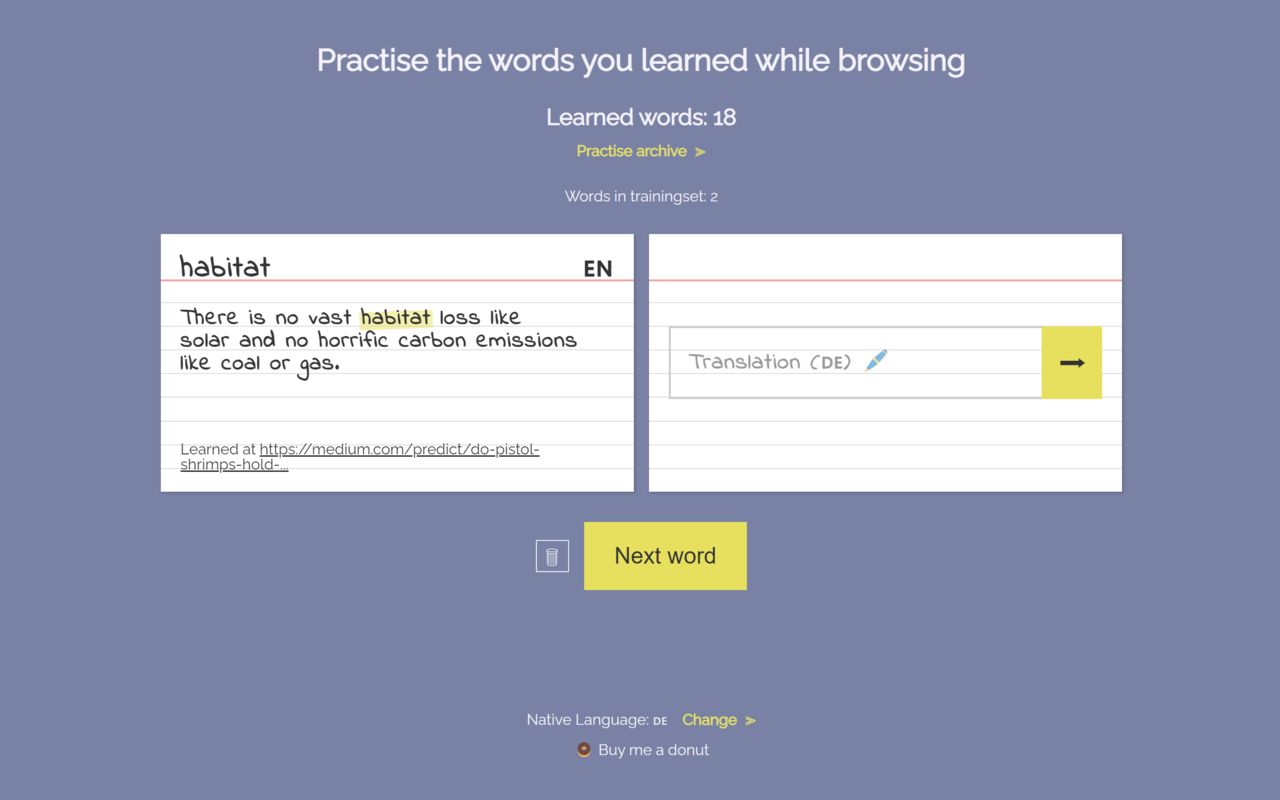 Practise the words you learned while browsing
Learned words: 18
Practise archive ➢
Words in trainingset: 2
habitat
EN
There is no vast habitat loss like
solar and no horrific carbon emissions
like coal or gas.
Learned at https://medium.com/predict/do-pistol-
shrimps-hold-...
Translation (DE) 🖌️
➞
Next word
Native Language: DE Change ➢
🍩 Buy me a donut